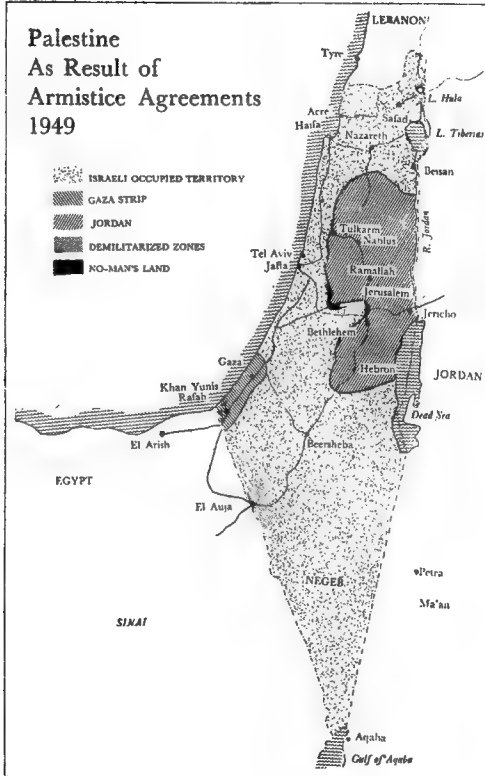 Palestine
As Result of
Armistice Agreements
1949
ISRAELI OCCUPIED TERRITORY
GAZA STRIP
JORDAN
DEMILITARIZED ZONES
NO-MAN'S LAND
LEBANON
Tyre
L. Hula
Acre
Safad
Haifa
Nazareth
L. Tiberias
Beisan
R. Jordan
Tulkarm
Nablus
Tel Aviv
Jaffa
Ramallah
Jerusalem
Jericho
Bethlehem
Gaza
Hebron
JORDAN
Khan Yunis
Rafah
Dead Sea
El Arish
Beersheba
EGYPT
El Auja
NEGEB
Petra
Ma'an
SINAI
Aqaba
Gulf of Aqaba